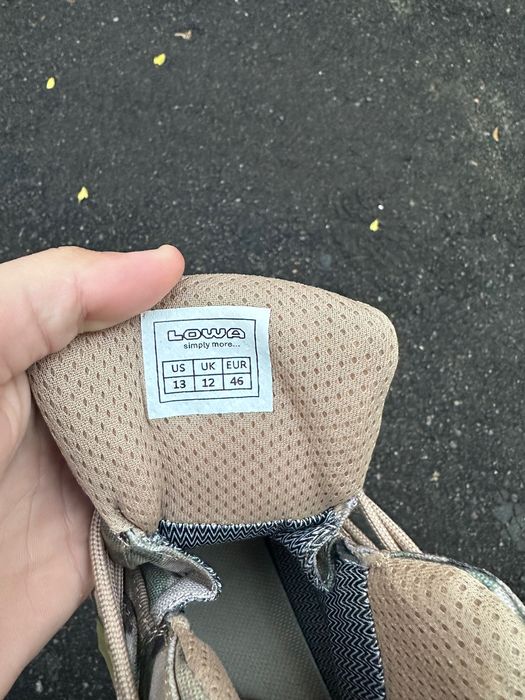 LOWA
simply more...
US UK EUR
13 12 46